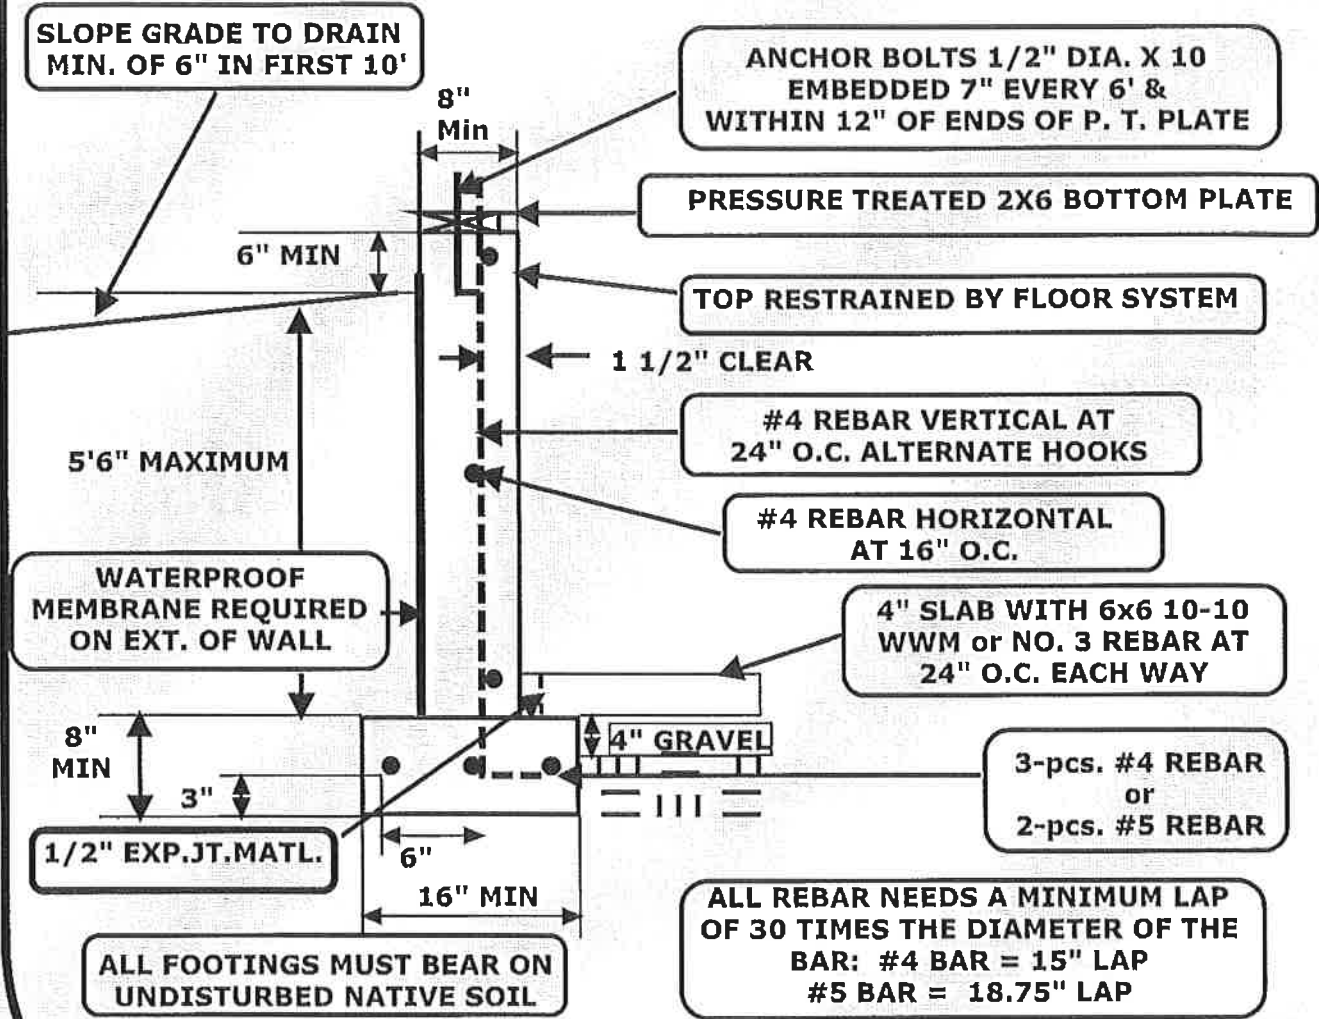 SLOPE GRADE TO DRAIN
MIN. OF 6" IN FIRST 10'
8"
Min
ANCHOR BOLTS 1/2" DIA. X 10
EMBEDDED 7" EVERY 6' &
WITHIN 12" OF ENDS OF P. T. PLATE
PRESSURE TREATED 2X6 BOTTOM PLATE
6" MIN
TOP RESTRAINED BY FLOOR SYSTEM
1 1/2" CLEAR
#4 REBAR VERTICAL AT
24" O.C. ALTERNATE HOOKS
5'6" MAXIMUM
#4 REBAR HORIZONTAL
AT 16" O.C.
WATERPROOF
MEMBRANE REQUIRED
ON EXT. OF WALL
4" SLAB WITH 6x6 10-10
WWM or NO. 3 REBAR AT
24" O.C. EACH WAY
8"
MIN
4" GRAVEL
3"
3-pcs. #4 REBAR
or
2-pcs. #5 REBAR
1/2" EXP.JT.MATL.
6"
16" MIN
ALL FOOTINGS MUST BEAR ON
UNDISTURBED NATIVE SOIL
ALL REBAR NEEDS A MINIMUM LAP
OF 30 TIMES THE DIAMETER OF THE
BAR: #4 BAR = 15" LAP
#5 BAR = 18.75" LAP